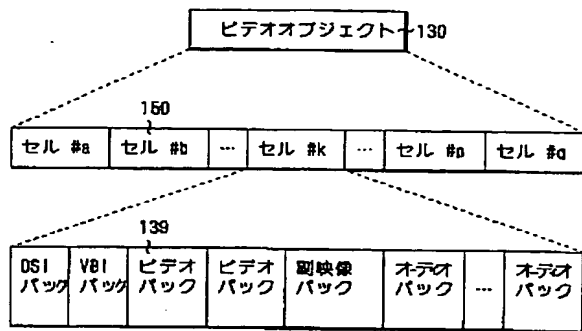 ビデオオブジェクト 130
150
セル #a セル #b … セル #k … セル #p セル #q
139
DSI VBI ビデオ ビデオ 副映像 オーディオ オーディオ
パック パック パック パック パック パック … パック